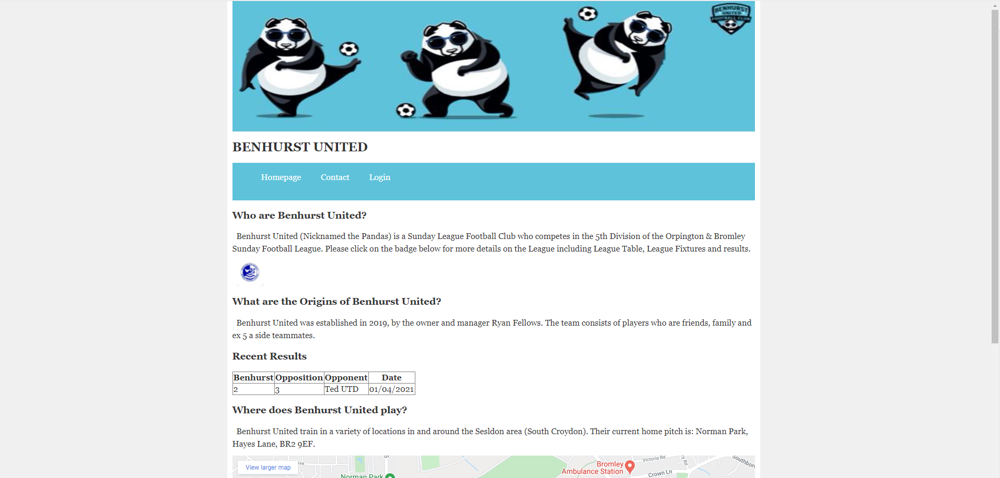 BENHURST
UNITED
FOOTBALL CLUB
BENHURST UNITED
Homepage Contact Login
Who are Benhurst United?
Benhurst United (Nicknamed the Pandas) is a Sunday League Football Club who competes in the 5th Division of the Orpington & Bromley
Sunday Football League. Please click on the badge below for more details on the League including League Table, League Fixtures and results.
What are the Origins of Benhurst United?
Benhurst United was established in 2019, by the owner and manager Ryan Fellows. The team consists of players who are friends, family and
ex 5 a side teammates.
Recent Results
Benhurst Opposition Opponent Date
2 3 Ted UTD 01/04/2021
Where does Benhurst United play?
Benhurst United train in a variety of locations in and around the Sesldon area (South Croydon). Their current home pitch is: Norman Park,
Hayes Lane, BR2 9EF.
View larger map
Norman Park
Bromley
Ambulance Station
Victoria Rd
Crown Ln